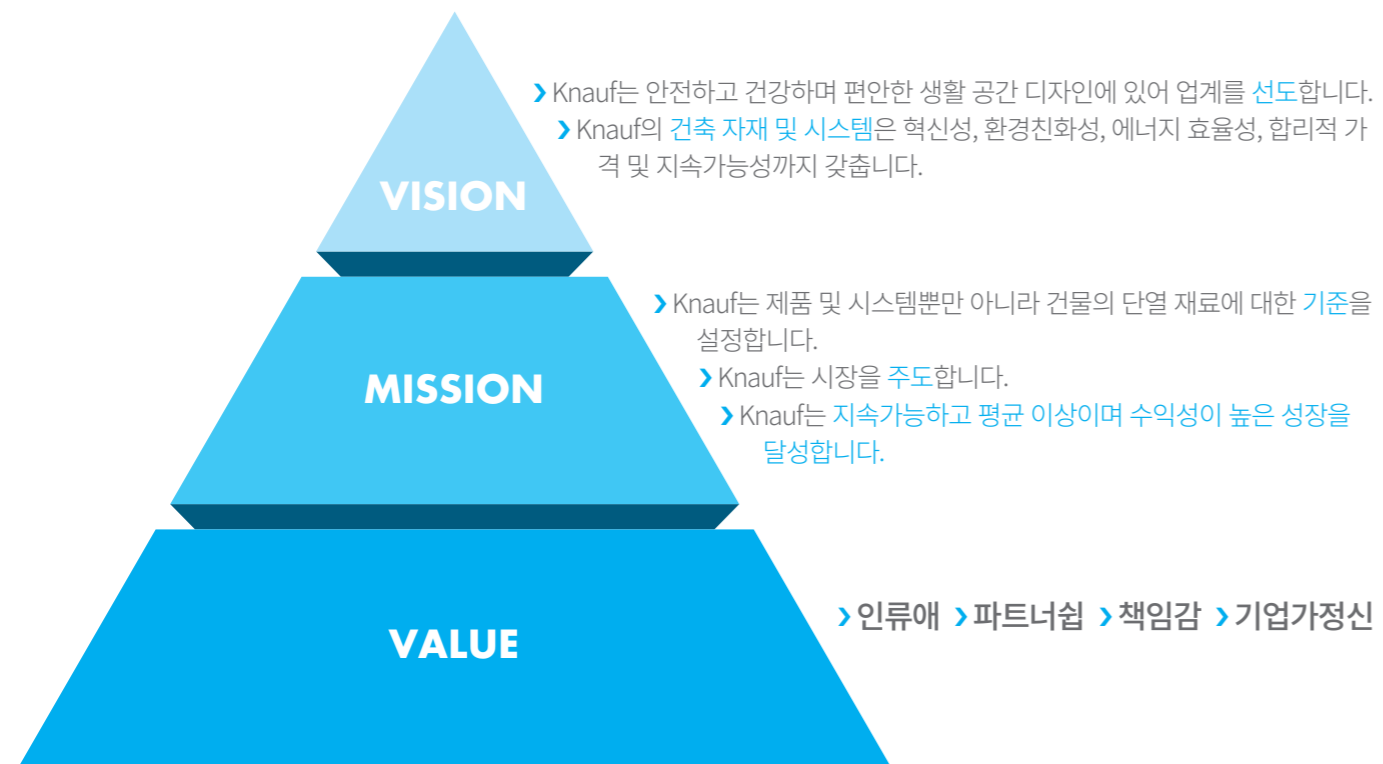 › Knauf는 안전하고 건강하며 편안한 생활 공간 디자인에 있어 업계를 선도합니다.
› Knauf의 건축 자재 및 시스템은 혁신성, 환경친화성, 에너지 효율성, 합리적 가
격 및 지속가능성까지 갖춥니다.
VISION
› Knauf는 제품 및 시스템뿐만 아니라 건물의 단열 재료에 대한 기준을
설정합니다.
› Knauf는 시장을 주도합니다.
MISSION
› Knauf는 지속가능하고 평균 이상이며 수익성이 높은 성장을
달성합니다.
› 인류애 › 파트너쉽 › 책임감 › 기업가정신
VALUE